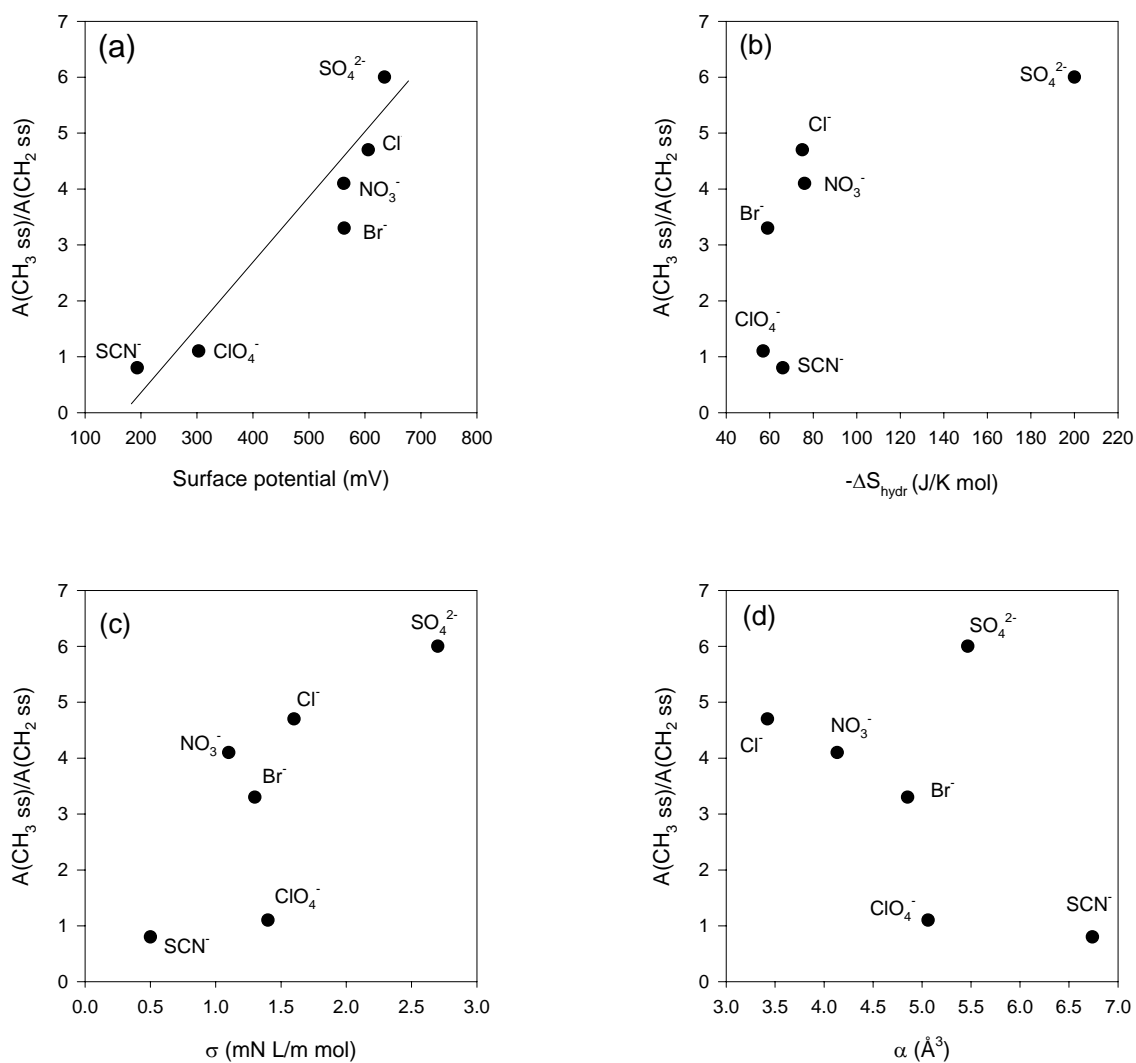 (a)
A(CH₃ ss)/A(CH₂ ss)
7
6
5
4
3
2
1
0
SO₄²⁻
Cl⁻
NO₃⁻
Br⁻
SCN⁻
ClO₄⁻
100 200 300 400 500 600 700 800
Surface potential (mV)
(b)
A(CH₃ ss)/A(CH₂ ss)
7
6
5
4
3
2
1
0
SO₄²⁻
Cl⁻
NO₃⁻
Br⁻
ClO₄⁻
SCN⁻
40 60 80 100 120 140 160 180 200 220
-ΔS_hydr (J/K mol)
(c)
A(CH₃ ss)/A(CH₂ ss)
7
6
5
4
3
2
1
0
SO₄²⁻
Cl⁻
NO₃⁻
Br⁻
ClO₄⁻
SCN⁻
0.0 0.5 1.0 1.5 2.0 2.5 3.0
σ (mN L/m mol)
(d)
A(CH₃ ss)/A(CH₂ ss)
7
6
5
4
3
2
1
0
SO₄²⁻
Cl⁻
NO₃⁻
Br⁻
ClO₄⁻
SCN⁻
3.0 3.5 4.0 4.5 5.0 5.5 6.0 6.5 7.0
α (Å³)